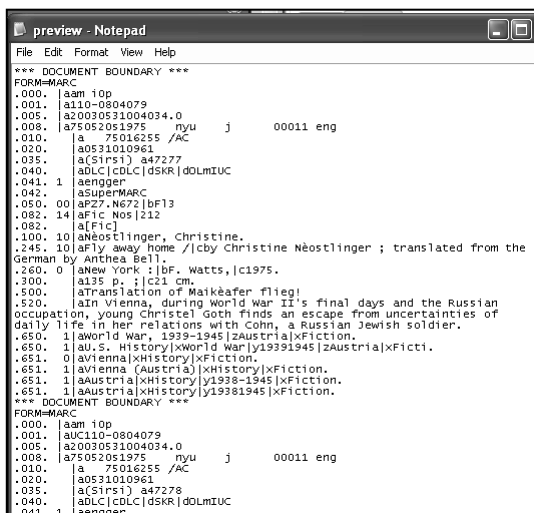 preview - Notepad
File Edit Format View Help
*** DOCUMENT BOUNDARY ***
FORM=MARC
.000. |aam i0p
.001. |a110-0804079
.005. |a20030531004034.0
.008. |a75052051975    nyu    j      00011 eng
.010.    |a   75016255 /AC
.020.    |a0531010961
.035.    |a(Sirsi) a47277
.040.    |aDLC|cDLC|dSKR|dOLmIUC
.041. 1  |aengger
.042.    |aSuperMARC
.050. 00|aPZ7.N672|bFl3
.082. 14|aFic Nos|212
.082.    |a[Fic]
.100. 10|aNèostlinger, Christine.
.245. 10|aFly away home /|cby Christine Nèostlinger ; translated from the
German by Anthea Bell.
.260. 0  |aNew York :|bF. Watts,|c1975.
.300.    |a135 p. ;|c21 cm.
.500.    |aTranslation of Maikèafer flieg!
.520.    |aIn Vienna, during World War II's final days and the Russian
occupation, young Christel Goth finds an escape from uncertainties of
daily life in her relations with Cohn, a Russian Jewish soldier.
.650.  1|aWorld War, 1939-1945|zAustria|xFiction.
.650.  1|aU.S. History|xWorld War|y19391945|zAustria|xFicti.
.651.  0|aVienna|xHistory|xFiction.
.651.  1|aVienna (Austria)|xHistory|xFiction.
.651.  1|aAustria|xHistory|y1938-1945|xFiction.
.651.  1|aAustria|xHistory|y19381945|xFiction.
*** DOCUMENT BOUNDARY ***
FORM=MARC
.000. |aam i0p
.001. |aUC110-0804079
.005. |a20030531004034.0
.008. |a75052051975    nyu    j      00011 eng
.010.    |a   75016255 /AC
.020.    |a0531010961
.035.    |a(Sirsi) a47278
.040.    |aDLC|cDLC|dSKR|dOLmIUC
.041. 1  |aengger